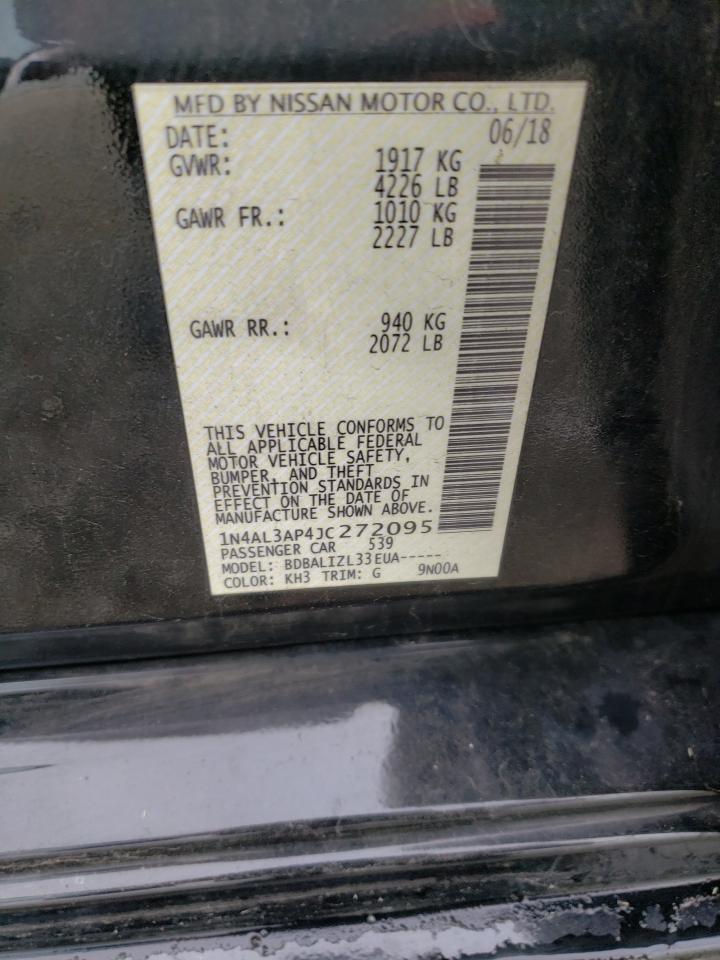 MFD BY NISSAN MOTOR CO., LTD.
DATE: 06/18
GVWR: 1917 KG
4226 LB
GAWR FR.: 1010 KG
2227 LB
GAWR RR.: 940 KG
2072 LB
THIS VEHICLE CONFORMS TO
ALL APPLICABLE FEDERAL
MOTOR VEHICLE SAFETY,
BUMPER, AND THEFT
PREVENTION STANDARDS IN
EFFECT ON THE DATE OF
MANUFACTURE SHOWN ABOVE.
1N4AL3AP4JC272095
PASSENGER CAR 539
MODEL: BDBALIZL33EUA-----
COLOR: KH3 TRIM: G 9N00A